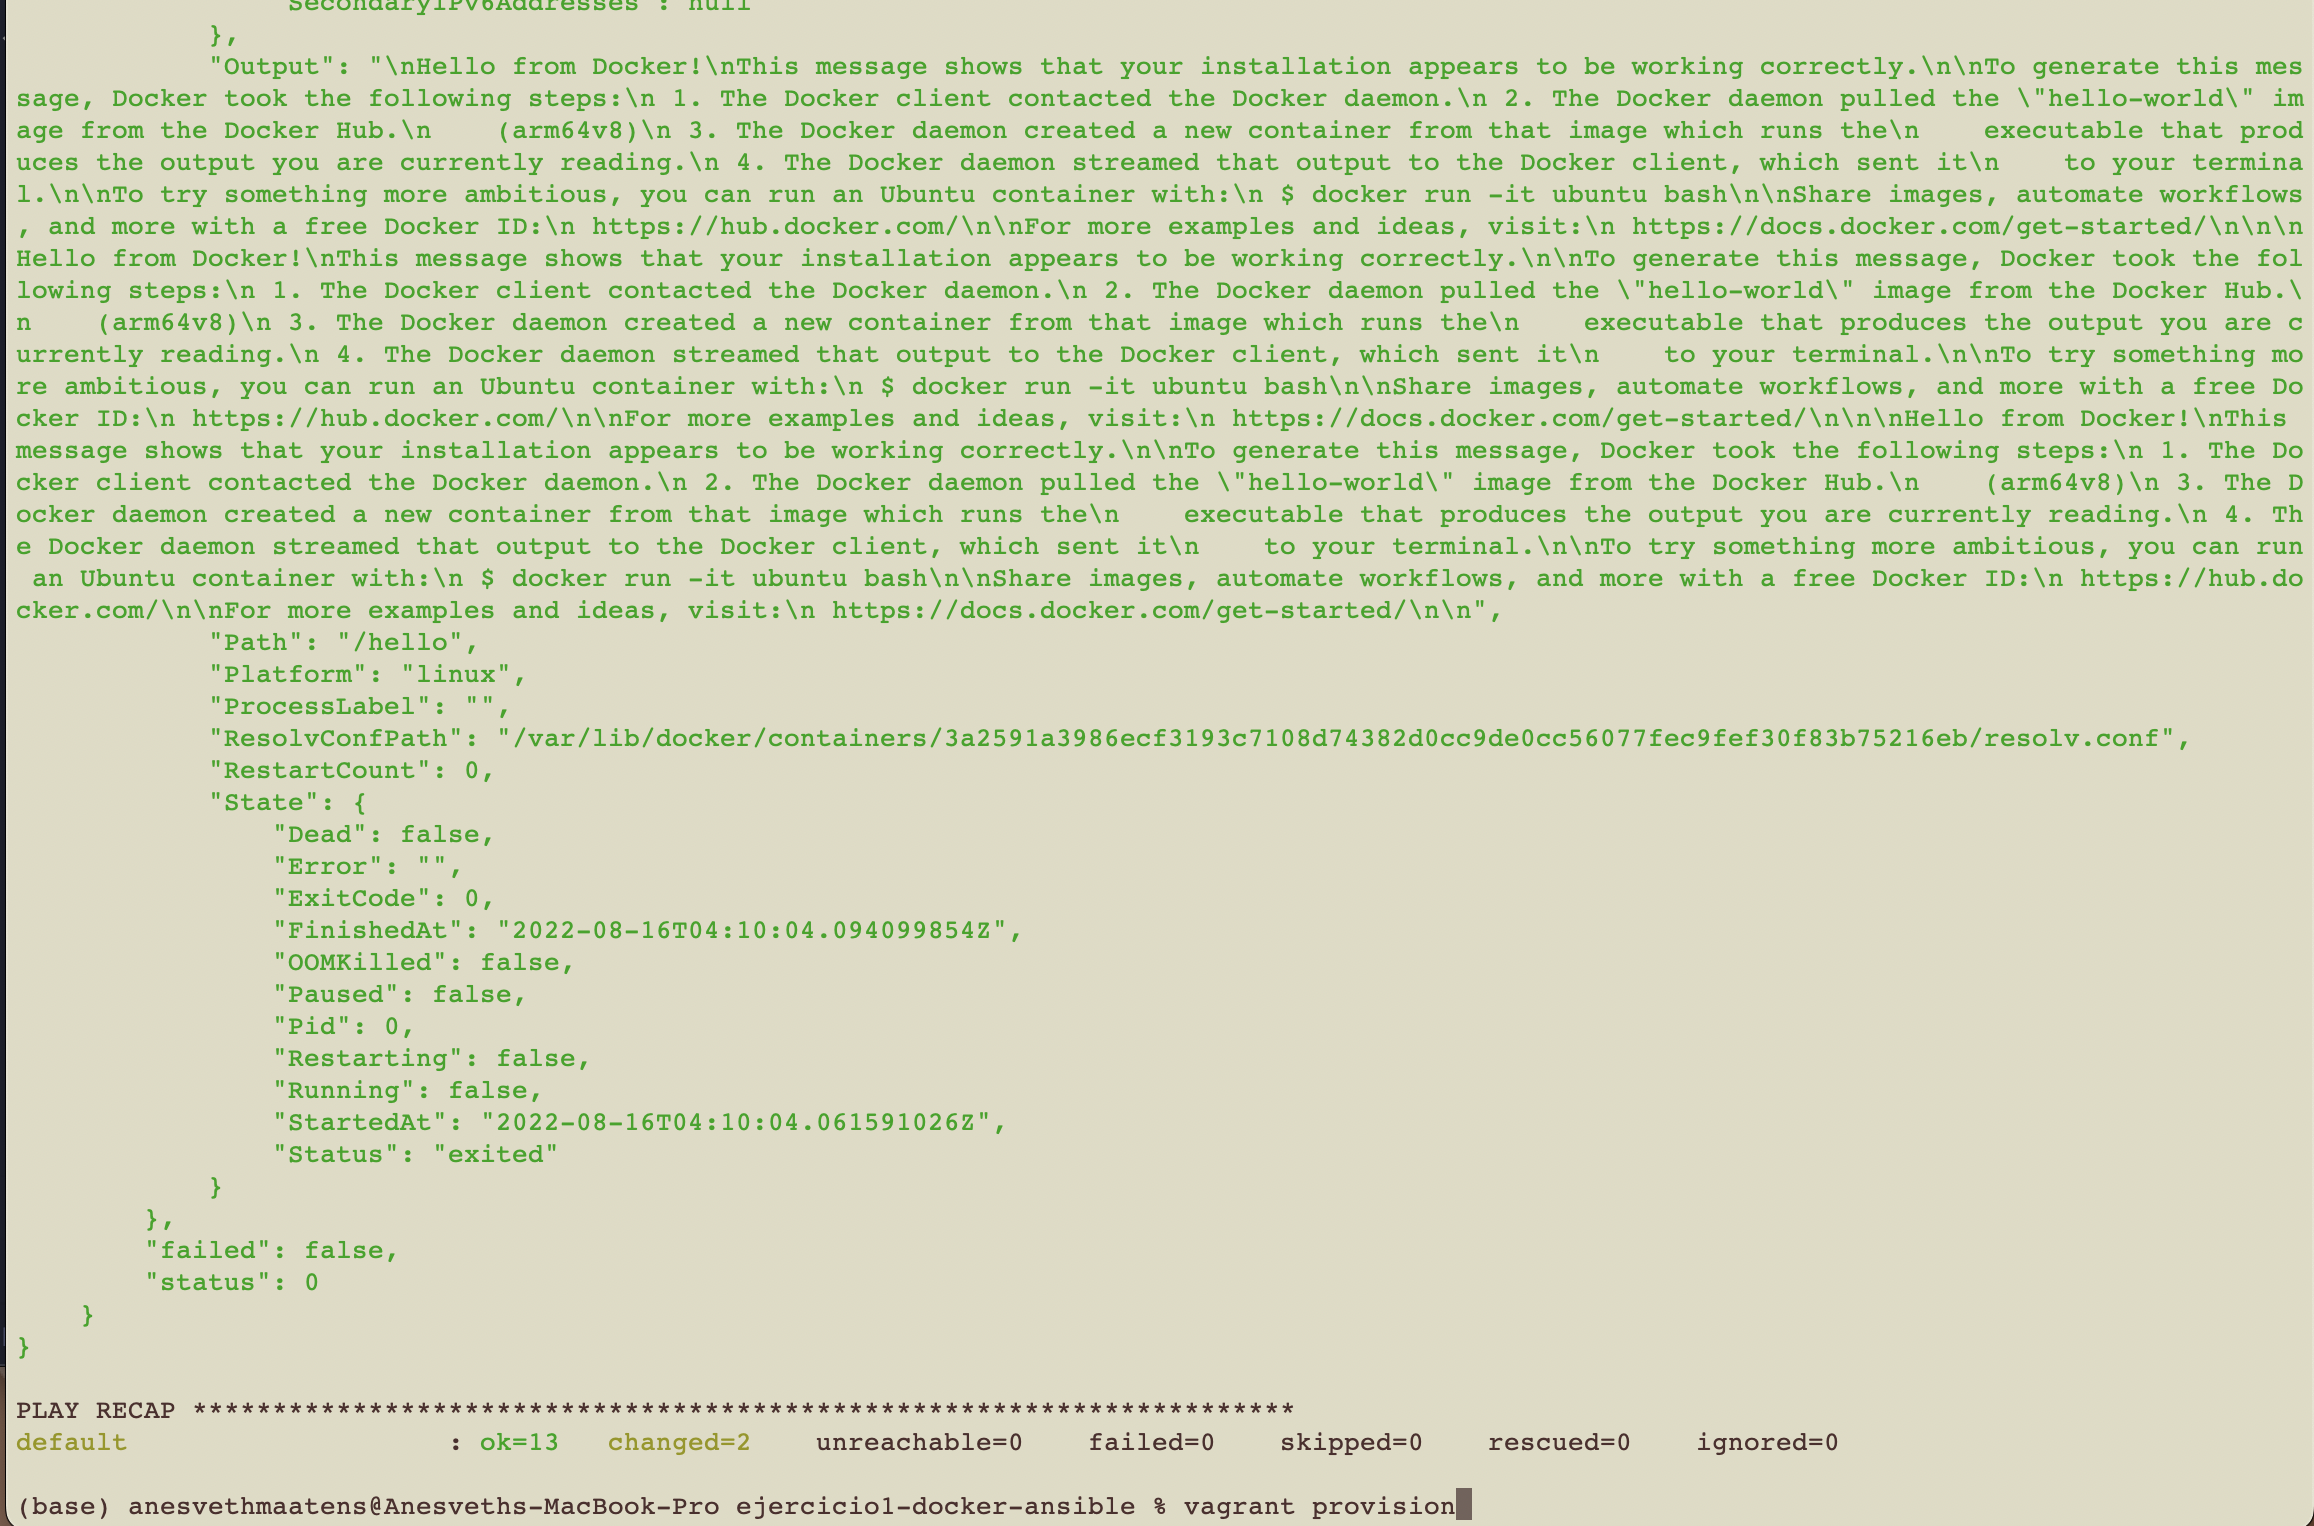 SecondaryIPv6Addresses": null
},
"Output": "\nHello from Docker!\nThis message shows that your installation appears to be working correctly.\n\nTo generate this mes
sage, Docker took the following steps:\n 1. The Docker client contacted the Docker daemon.\n 2. The Docker daemon pulled the \"hello-world\" im
age from the Docker Hub.\n    (arm64v8)\n 3. The Docker daemon created a new container from that image which runs the\n    executable that prod
uces the output you are currently reading.\n 4. The Docker daemon streamed that output to the Docker client, which sent it\n    to your termina
l.\n\nTo try something more ambitious, you can run an Ubuntu container with:\n $ docker run -it ubuntu bash\n\nShare images, automate workflows
, and more with a free Docker ID:\n https://hub.docker.com/\n\nFor more examples and ideas, visit:\n https://docs.docker.com/get-started/\n\n\n
Hello from Docker!\nThis message shows that your installation appears to be working correctly.\n\nTo generate this message, Docker took the fol
lowing steps:\n 1. The Docker client contacted the Docker daemon.\n 2. The Docker daemon pulled the \"hello-world\" image from the Docker Hub.\
n    (arm64v8)\n 3. The Docker daemon created a new container from that image which runs the\n    executable that produces the output you are c
urrently reading.\n 4. The Docker daemon streamed that output to the Docker client, which sent it\n    to your terminal.\n\nTo try something mo
re ambitious, you can run an Ubuntu container with:\n $ docker run -it ubuntu bash\n\nShare images, automate workflows, and more with a free Do
cker ID:\n https://hub.docker.com/\n\nFor more examples and ideas, visit:\n https://docs.docker.com/get-started/\n\n\nHello from Docker!\nThis
message shows that your installation appears to be working correctly.\n\nTo generate this message, Docker took the following steps:\n 1. The Do
cker client contacted the Docker daemon.\n 2. The Docker daemon pulled the \"hello-world\" image from the Docker Hub.\n    (arm64v8)\n 3. The D
ocker daemon created a new container from that image which runs the\n    executable that produces the output you are currently reading.\n 4. Th
e Docker daemon streamed that output to the Docker client, which sent it\n    to your terminal.\n\nTo try something more ambitious, you can run
 an Ubuntu container with:\n $ docker run -it ubuntu bash\n\nShare images, automate workflows, and more with a free Docker ID:\n https://hub.do
cker.com/\n\nFor more examples and ideas, visit:\n https://docs.docker.com/get-started/\n\n",
"Path": "/hello",
"Platform": "linux",
"ProcessLabel": "",
"ResolvConfPath": "/var/lib/docker/containers/3a2591a3986ecf3193c7108d74382d0cc9de0cc56077fec9fef30f83b75216eb/resolv.conf",
"RestartCount": 0,
"State": {
"Dead": false,
"Error": "",
"ExitCode": 0,
"FinishedAt": "2022-08-16T04:10:04.094099854Z",
"OOMKilled": false,
"Paused": false,
"Pid": 0,
"Restarting": false,
"Running": false,
"StartedAt": "2022-08-16T04:10:04.061591026Z",
"Status": "exited"
}
},
"failed": false,
"status": 0
}
}
PLAY RECAP *********************************************************************
default : ok=13 changed=2 unreachable=0 failed=0 skipped=0 rescued=0 ignored=0
(base) anesvethmaatens@Anesveths-MacBook-Pro ejercicio1-docker-ansible % vagrant provision